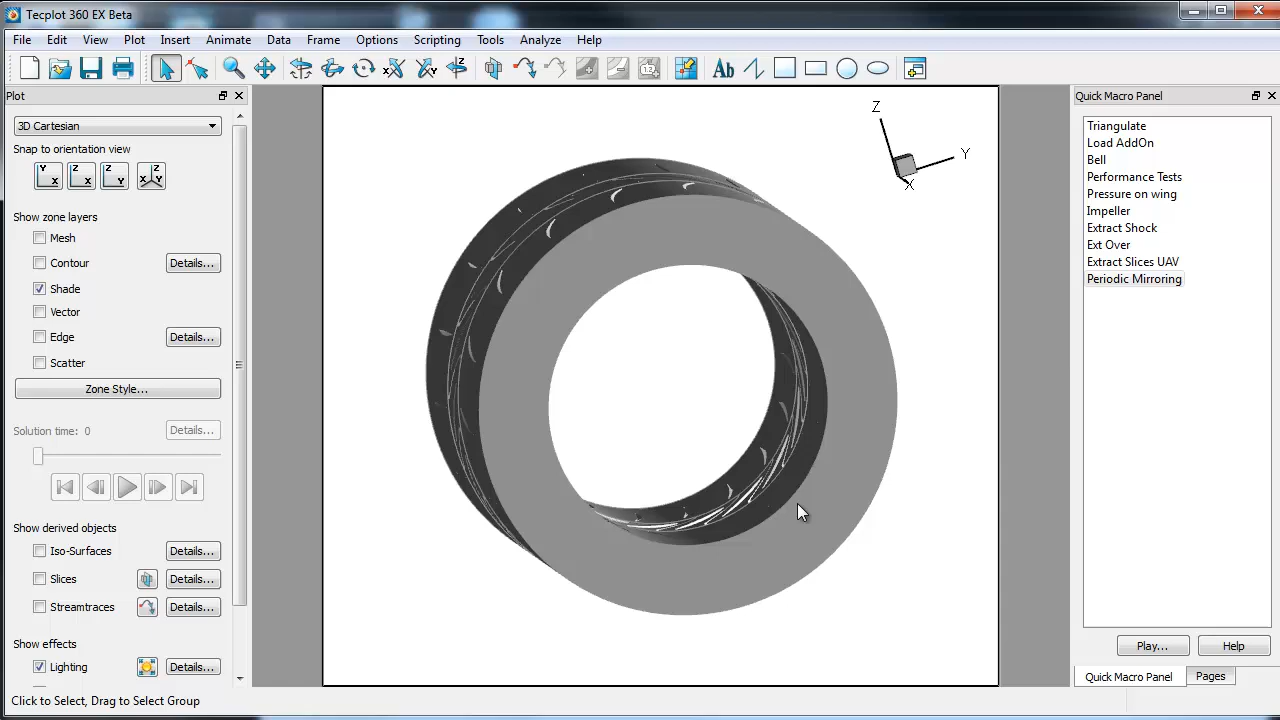 Tecplot 360 EX Beta
File Edit View Plot Insert Animate Data Frame Options Scripting Tools Analyze Help
Plot
Quick Macro Panel
3D Cartesian
Snap to orientation view
Y X Z X Z Y Z Y X
Show zone layers
Mesh
Contour Details...
Shade
Vector
Edge Details...
Scatter
Zone Style...
Solution time: 0 Details...
Show derived objects
Iso-Surfaces Details...
Slices Details...
Streamtraces Details...
Show effects
Lighting Details...
Z
Y
X
Triangulate
Load AddOn
Bell
Performance Tests
Pressure on wing
Impeller
Extract Shock
Ext Over
Extract Slices UAV
Periodic Mirroring
Play... Help
Quick Macro Panel Pages
Click to Select, Drag to Select Group